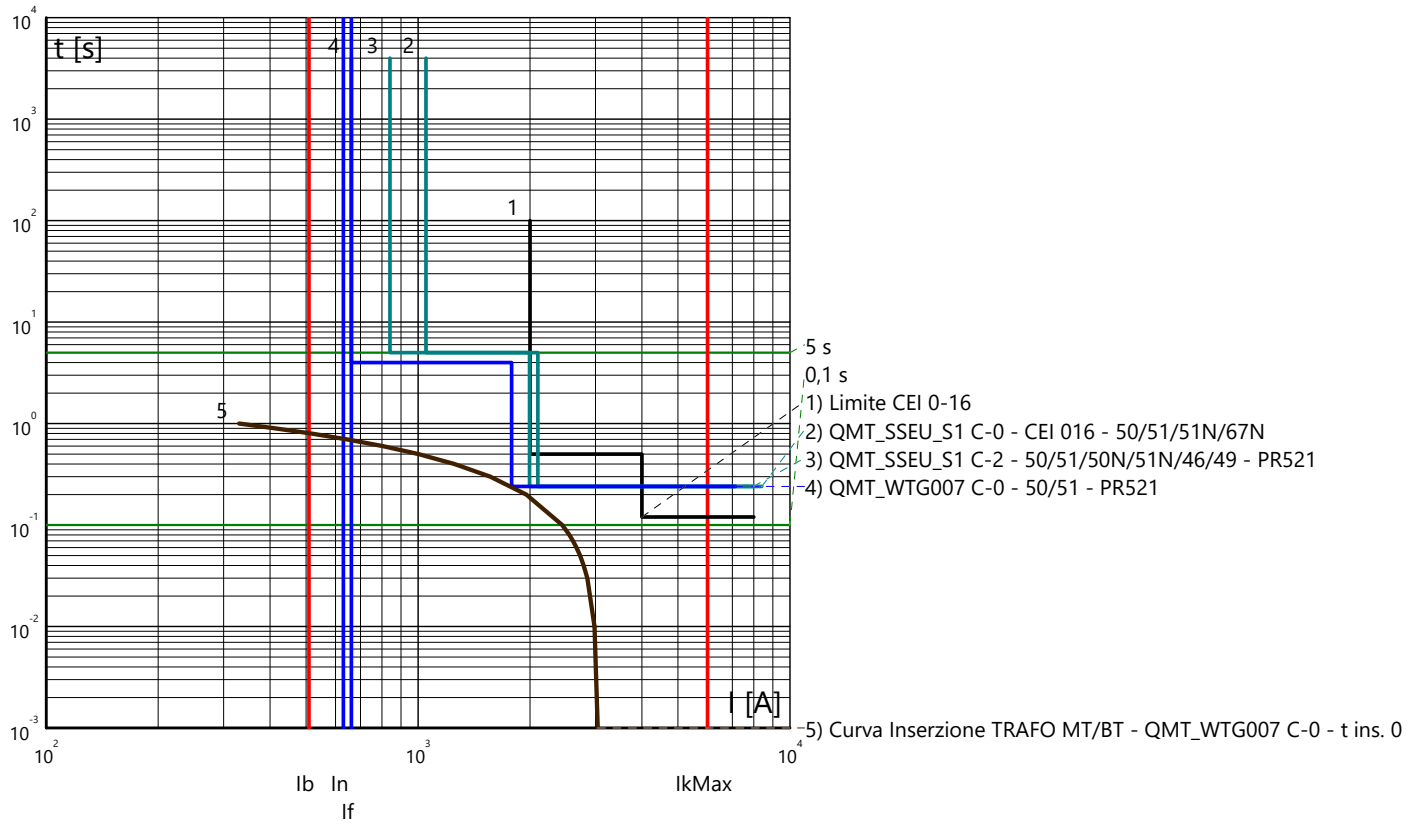 10⁴
t [s]
4 3 2
10³
10²
1
10¹
5 s
0,1 s
10⁰
5
1) Limite CEI 0-16
2) QMT_SSEU_S1 C-0 - CEI 016 - 50/51/51N/67N
3) QMT_SSEU_S1 C-2 - 50/51/50N/51N/46/49 - PR521
4) QMT_WTG007 C-0 - 50/51 - PR521
10⁻¹
10⁻²
I [A]
10⁻³
5) Curva Inserzione TRAFO MT/BT - QMT_WTG007 C-0 - t ins. 0
10² 10³ 10⁴
Ib In IkMax
If